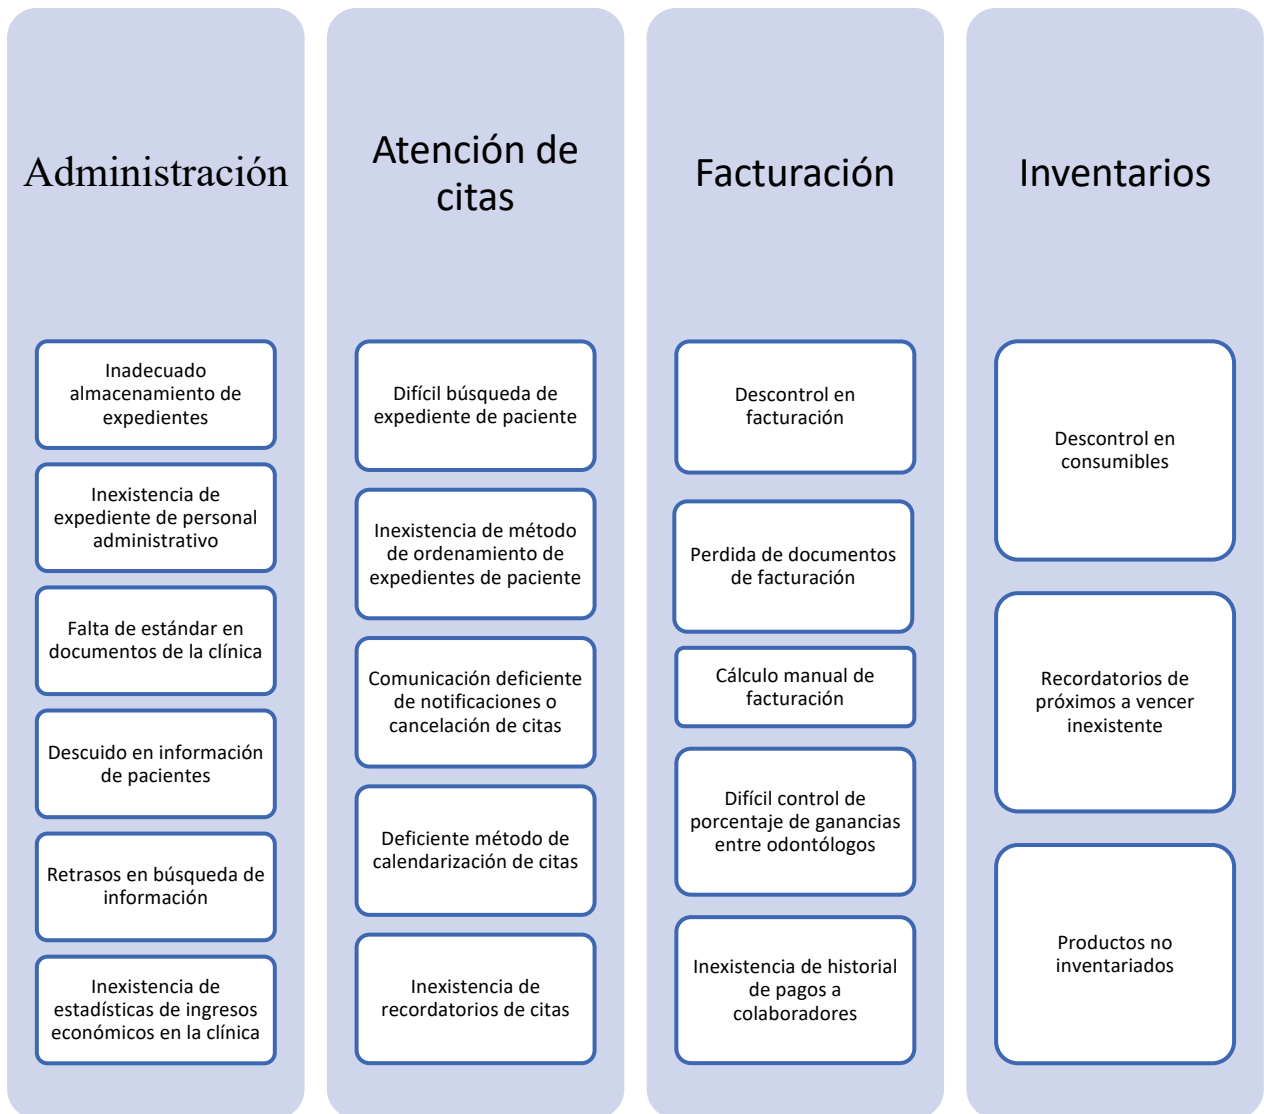 Administración
Inadecuado
almacenamiento de
expedientes
Inexistencia de
expediente de personal
administrativo
Falta de estándar en
documentos de la clínica
Descuido en información
de pacientes
Retrasos en búsqueda de
información
Inexistencia de
estadísticas de ingresos
económicos en la clínica
Atención de
citas
Difícil búsqueda de
expediente de paciente
Inexistencia de método
de ordenamiento de
expedientes de paciente
Comunicación deficiente
de notificaciones o
cancelación de citas
Deficiente método de
calendarización de citas
Inexistencia de
recordatorios de citas
Facturación
Descontrol en
facturación
Perdida de documentos
de facturación
Cálculo manual de
facturación
Difícil control de
porcentaje de ganancias
entre odontólogos
Inexistencia de historial
de pagos a
colaboradores
Inventarios
Descontrol en
consumibles
Recordatorios de
próximos a vencer
inexistente
Productos no
inventariados